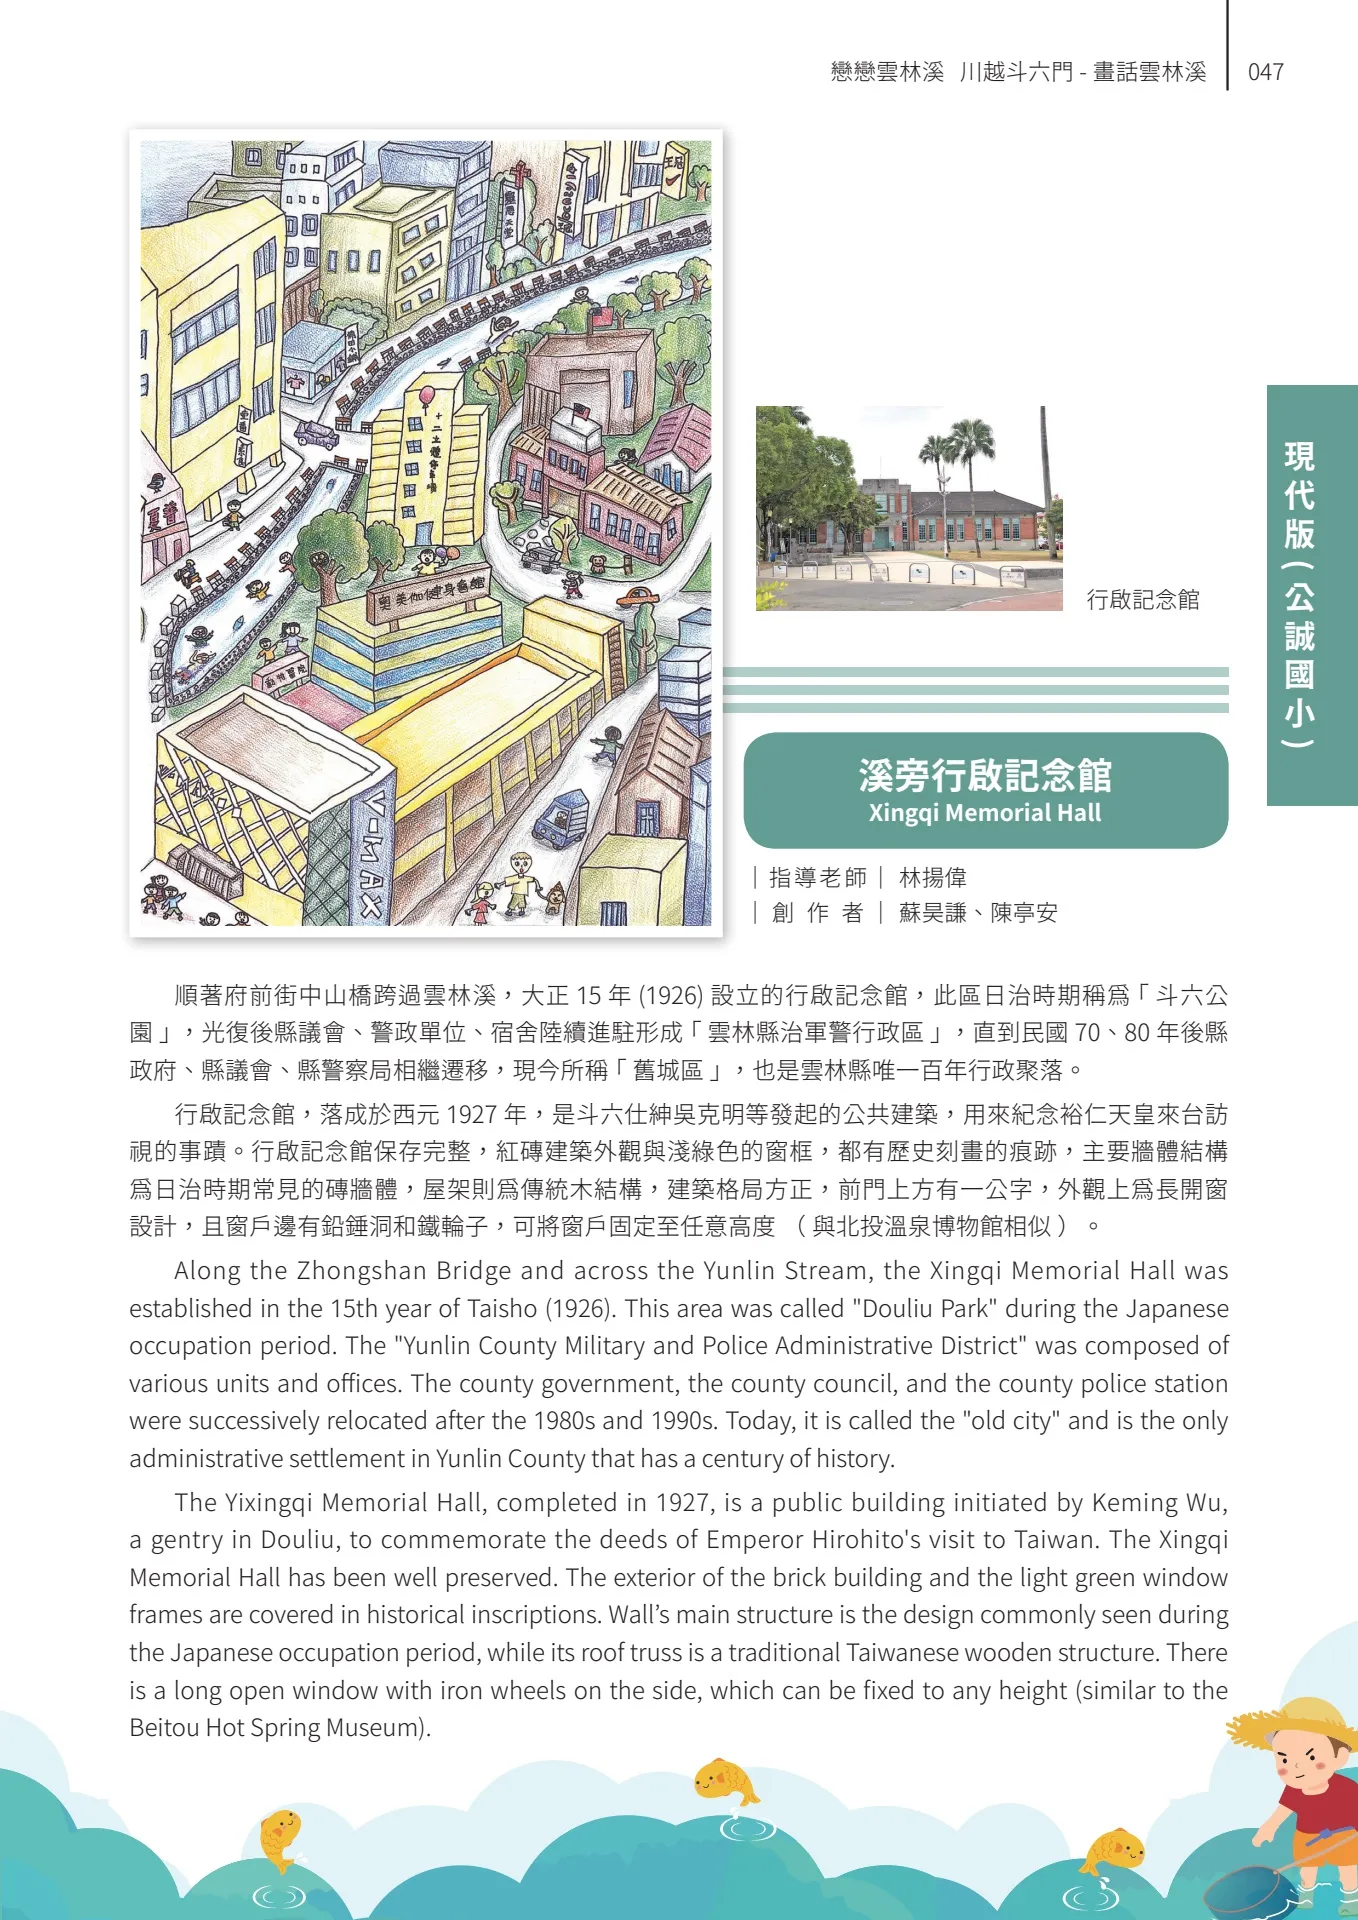 戀戀雲林溪 川越斗六門 - 畫話雲林溪 047
王冠
十二土
奧美伽健身會館
動物醫院
V-IMAX
現代版(公誠國小)
行啟記念館
溪旁行啟記念館
Xingqi Memorial Hall
｜指導老師｜ 林揚偉
｜創作者｜ 蘇昊謙、陳亭安
順著府前街中山橋跨過雲林溪，大正 15 年 (1926) 設立的行啟記念館，此區日治時期稱為「斗六公
園」，光復後縣議會、警政單位、宿舍陸續進駐形成「雲林縣治軍警行政區」，直到民國 70、80 年後縣
政府、縣議會、縣警察局相繼遷移，現今所稱「舊城區」，也是雲林縣唯一百年行政聚落。
行啟記念館，落成於西元 1927 年，是斗六仕紳吳克明等發起的公共建築，用來紀念裕仁天皇來台訪
視的事蹟。行啟記念館保存完整，紅磚建築外觀與淺綠色的窗框，都有歷史刻畫的痕跡，主要牆體結構
為日治時期常見的磚牆體，屋架則為傳統木結構，建築格局方正，前門上方有一公字，外觀上為長開窗
設計，且窗戶邊有鉛錘洞和鐵輪子，可將窗戶固定至任意高度 （與北投溫泉博物館相似）。
Along the Zhongshan Bridge and across the Yunlin Stream, the Xingqi Memorial Hall was
established in the 15th year of Taisho (1926). This area was called "Douliu Park" during the Japanese
occupation period. The "Yunlin County Military and Police Administrative District" was composed of
various units and offices. The county government, the county council, and the county police station
were successively relocated after the 1980s and 1990s. Today, it is called the "old city" and is the only
administrative settlement in Yunlin County that has a century of history.
The Yixingqi Memorial Hall, completed in 1927, is a public building initiated by Keming Wu,
a gentry in Douliu, to commemorate the deeds of Emperor Hirohito's visit to Taiwan. The Xingqi
Memorial Hall has been well preserved. The exterior of the brick building and the light green window
frames are covered in historical inscriptions. Wall’s main structure is the design commonly seen during
the Japanese occupation period, while its roof truss is a traditional Taiwanese wooden structure. There
is a long open window with iron wheels on the side, which can be fixed to any height (similar to the
Beitou Hot Spring Museum).